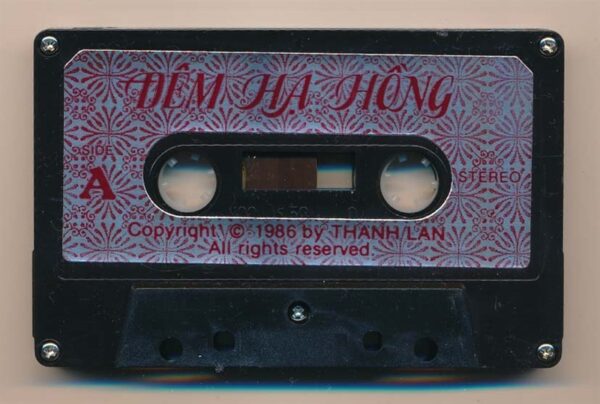 ĐÊM HẠ HỒNG
SIDE
A
STEREO
Copyright © 1986 by THANH LAN
All rights reserved